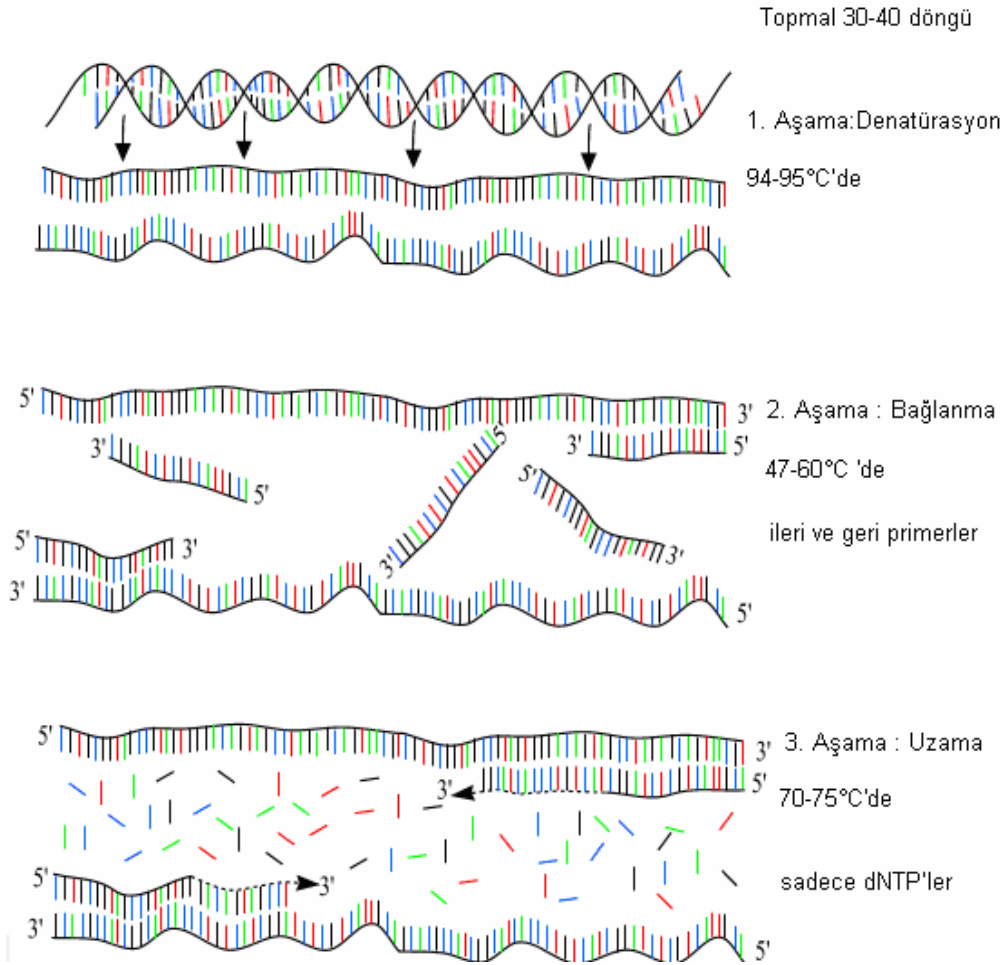 Topmal 30-40 döngü
1. Aşama:Denatürasyon
94-95°C'de
5'
3'
2. Aşama : Bağlanma
3'
5'
3'
5'
47-60°C 'de
5'
5'
3'
3'
3'
ileri ve geri primerler
5'
3'
5'
5'
3'
3. Aşama : Uzama
3'
5'
70-75°C'de
5'
3'
sadece dNTP'ler
3'
5'